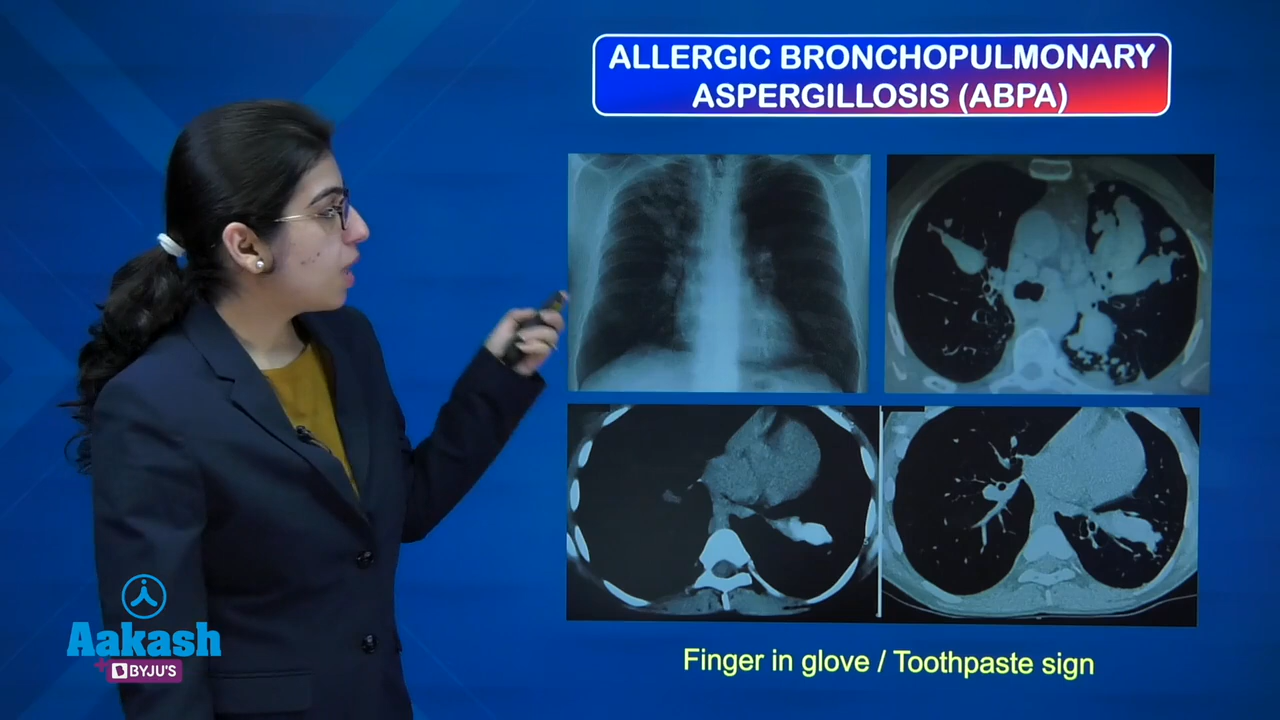 ALLERGIC BRONCHOPULMONARY
ASPERGILLOSIS (ABPA)
Finger in glove / Toothpaste sign
Aakash
+ BYJU'S